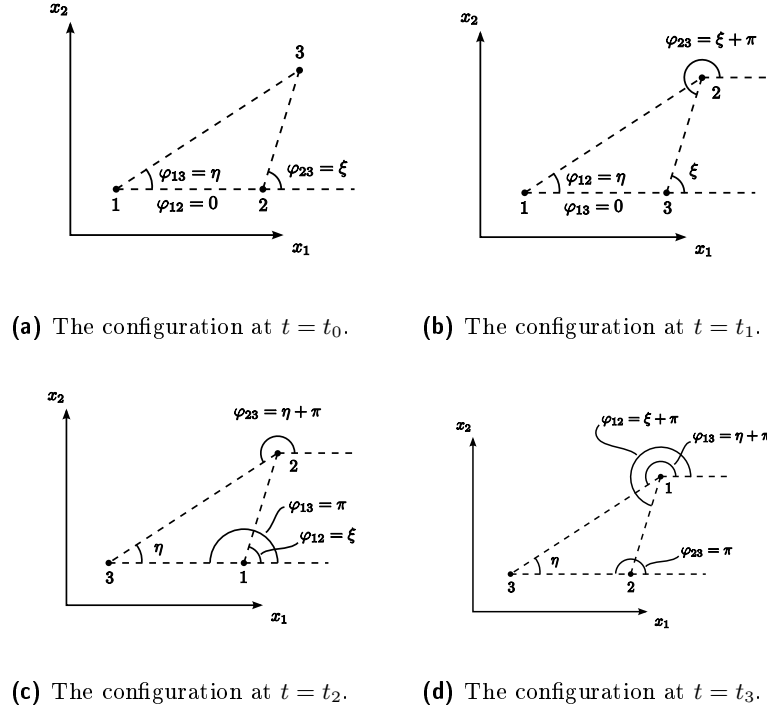 x₂
3
φ₁₃ = η
φ₂₃ = ξ
1
φ₁₂ = 0
2
x₁
(a) The configuration at t = t₀.
x₂
φ₂₃ = ξ + π
2
φ₁₂ = η
ξ
1
φ₁₃ = 0
3
x₁
(b) The configuration at t = t₁.
x₂
φ₂₃ = η + π
2
φ₁₃ = π
φ₁₂ = ξ
η
3
1
x₁
(c) The configuration at t = t₂.
φ₁₂ = ξ + π
x₂
φ₁₃ = η + π
1
φ₂₃ = π
η
3
2
x₁
(d) The configuration at t = t₃.